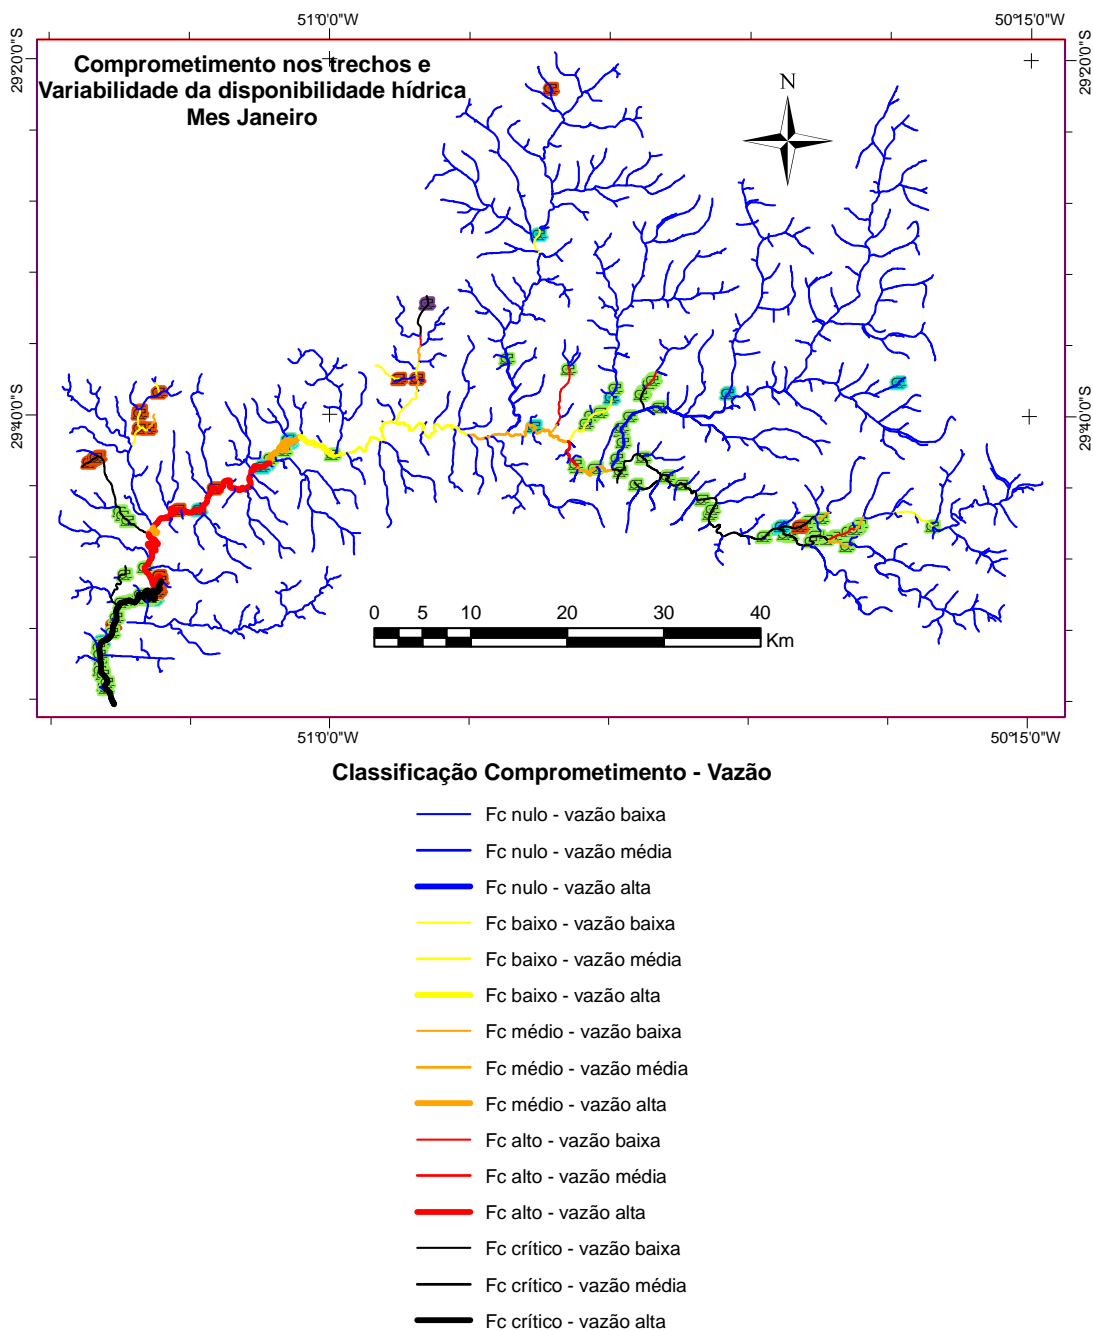 51°0'0"W
50°15'0"W
29°20'0"S
29°20'0"S
Comprometimento nos trechos e
Variabilidade da disponibilidade hídrica
Mes Janeiro
N
29°40'0"S
29°40'0"S
0 5 10 20 30 40
Km
51°0'0"W
50°15'0"W
Classificação Comprometimento - Vazão
Fc nulo - vazão baixa
Fc nulo - vazão média
Fc nulo - vazão alta
Fc baixo - vazão baixa
Fc baixo - vazão média
Fc baixo - vazão alta
Fc médio - vazão baixa
Fc médio - vazão média
Fc médio - vazão alta
Fc alto - vazão baixa
Fc alto - vazão média
Fc alto - vazão alta
Fc crítico - vazão baixa
Fc crítico - vazão média
Fc crítico - vazão alta